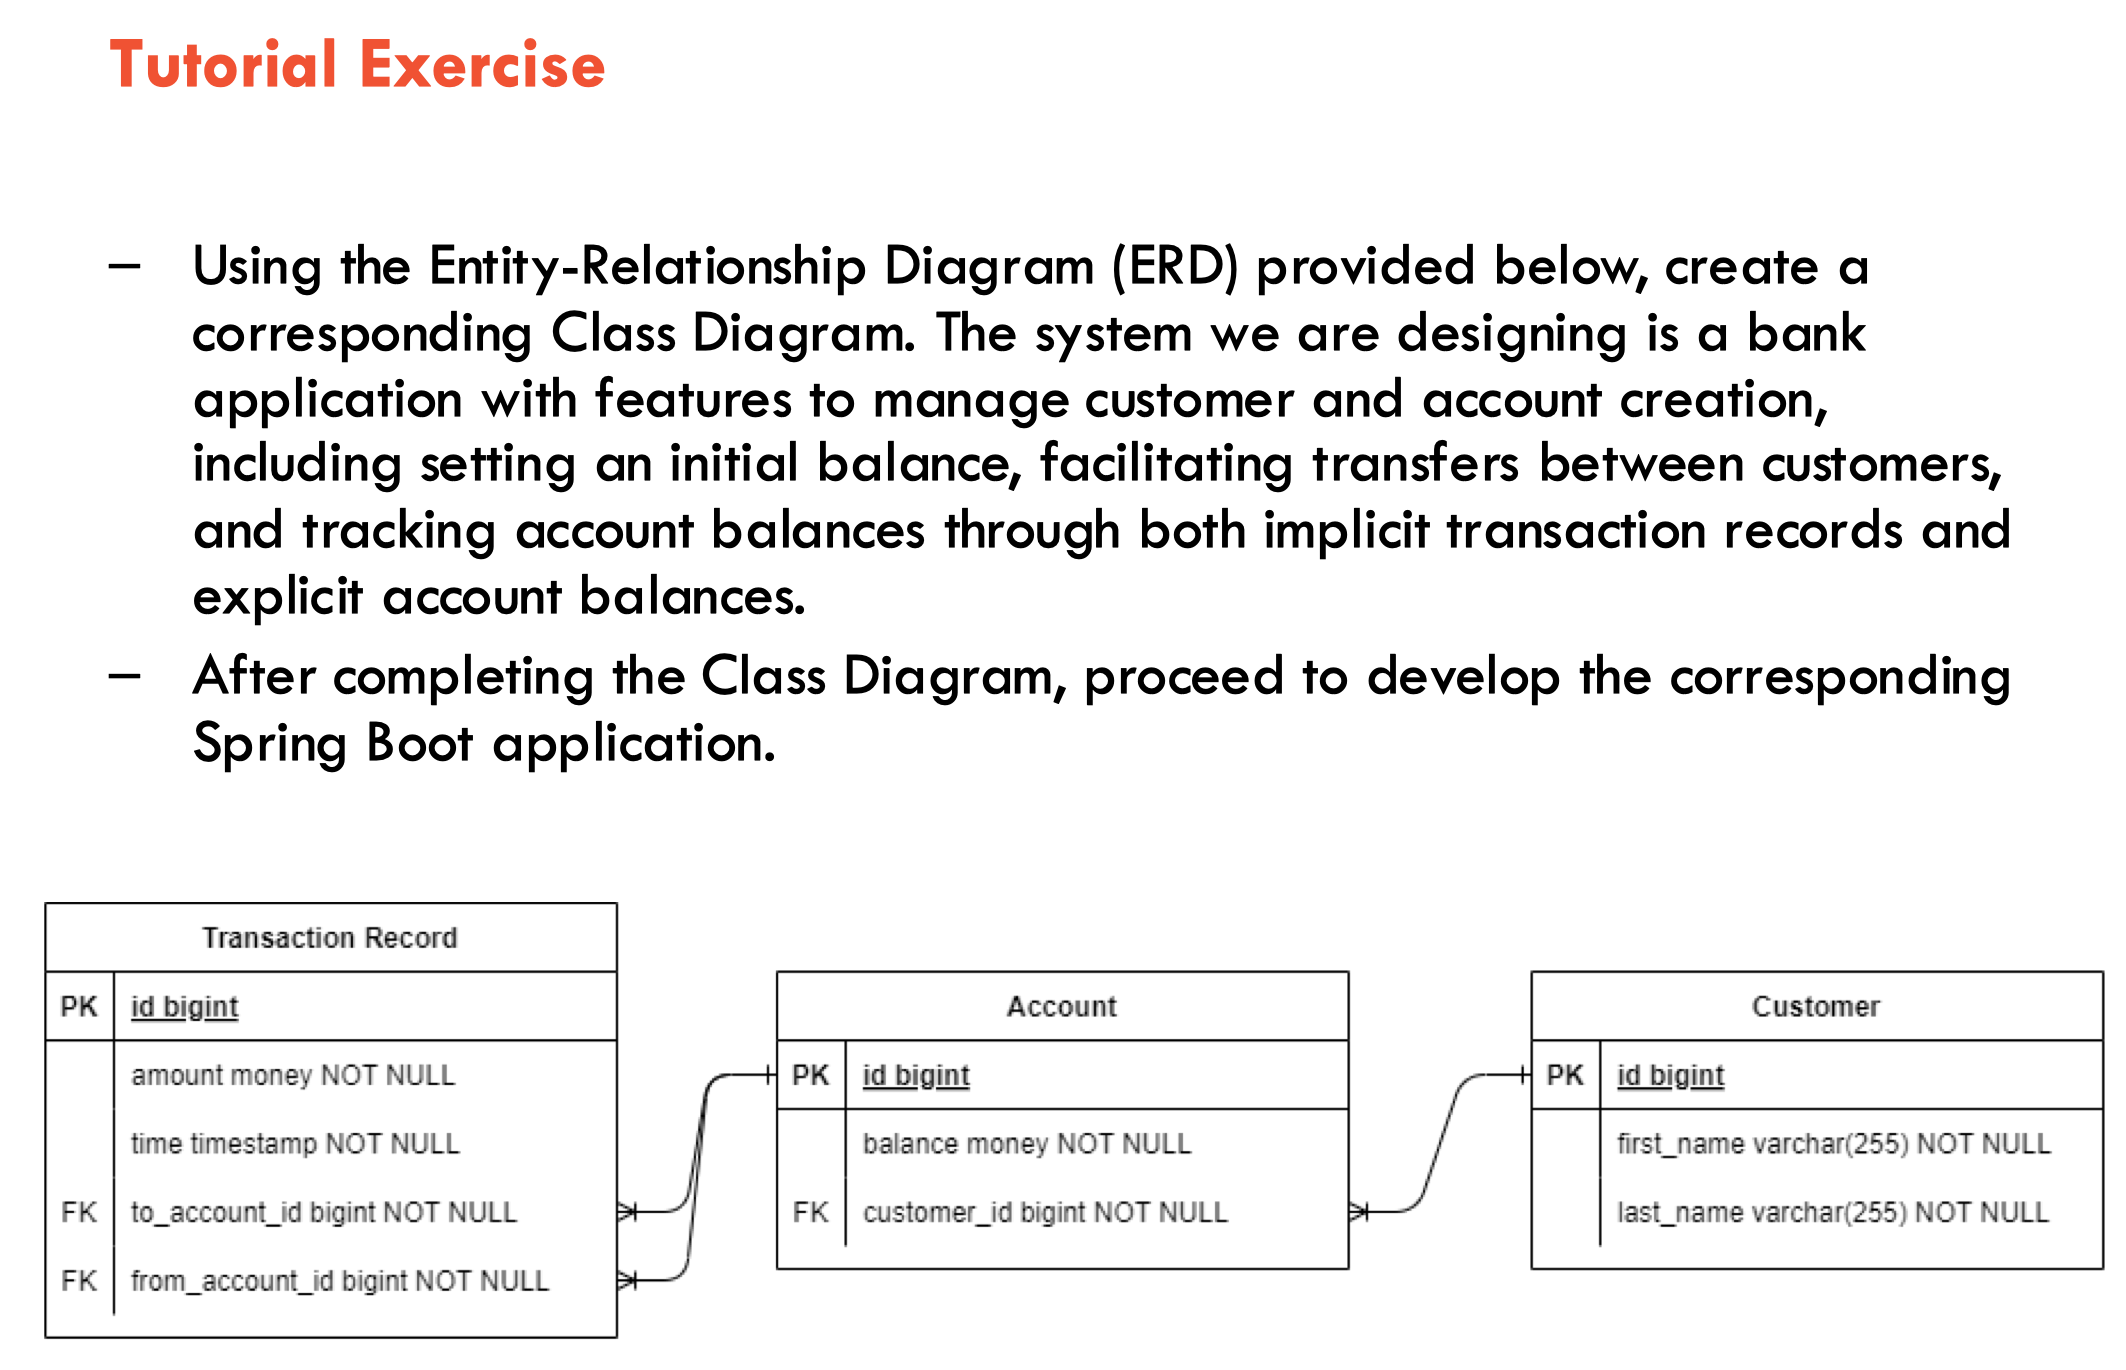 Tutorial Exercise
– Using the Entity-Relationship Diagram (ERD) provided below, create a
corresponding Class Diagram. The system we are designing is a bank
application with features to manage customer and account creation,
including setting an initial balance, facilitating transfers between customers,
and tracking account balances through both implicit transaction records and
explicit account balances.
– After completing the Class Diagram, proceed to develop the corresponding
Spring Boot application.
Transaction Record
PK id bigint
amount money NOT NULL
time timestamp NOT NULL
FK to_account_id bigint NOT NULL
FK from_account_id bigint NOT NULL
Account
PK id bigint
balance money NOT NULL
FK customer_id bigint NOT NULL
Customer
PK id bigint
first_name varchar(255) NOT NULL
last_name varchar(255) NOT NULL